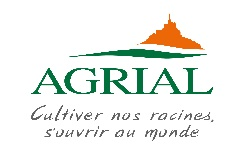 AGRIAL
Cultiver nos racines,
s'ouvrir au monde